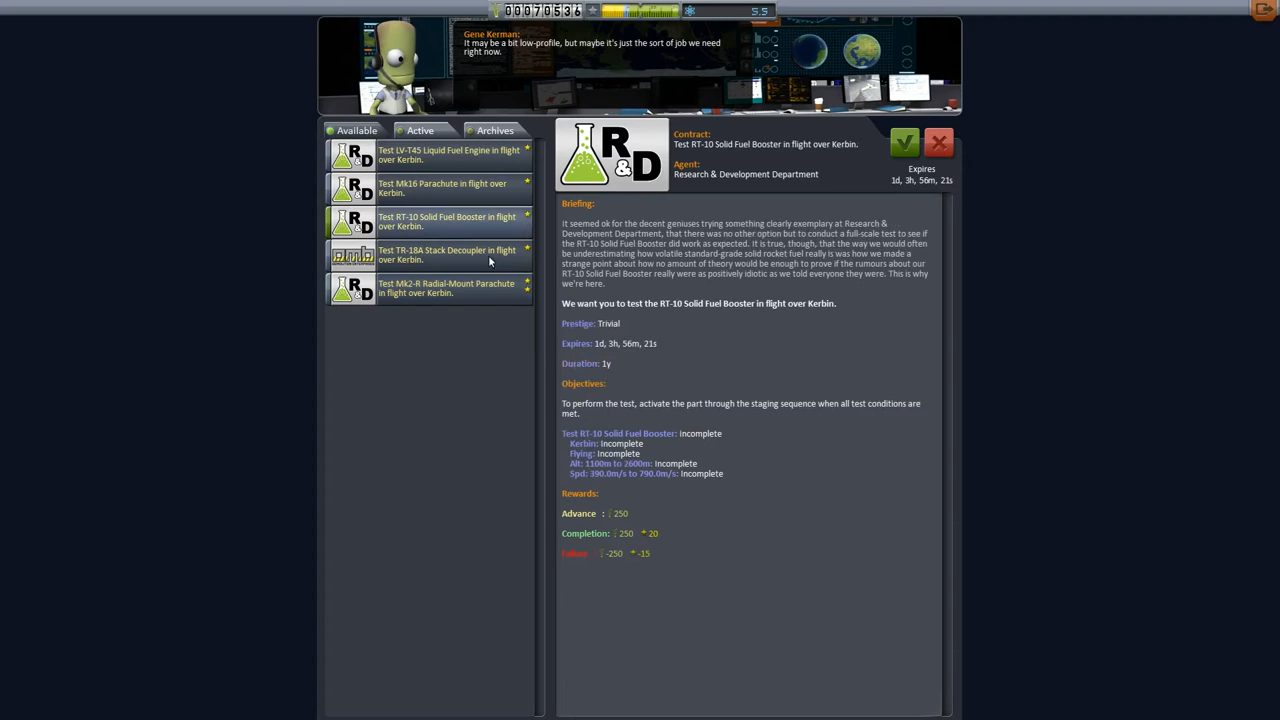 00070536
5.5
Gene Kerman:
It may be a bit low-profile, but maybe it's just the sort of job we need
right now.
Available
Active
Archives
R&D
Test LV-T45 Liquid Fuel Engine in flight
over Kerbin.
R&D
Test Mk16 Parachute in flight over
Kerbin.
R&D
Test RT-10 Solid Fuel Booster in flight
over Kerbin.
Test TR-18A Stack Decoupler in flight
over Kerbin.
R&D
Test Mk2-R Radial-Mount Parachute
in flight over Kerbin.
R&D
Contract:
Test RT-10 Solid Fuel Booster in flight over Kerbin.
Agent:
Research & Development Department
Expires
1d, 3h, 56m, 21s
Briefing:
It seemed ok for the decent geniuses trying something clearly exemplary at Research &
Development Department, that there was no other option but to conduct a full-scale test to see if
the RT-10 Solid Fuel Booster did work as expected. It is true, though, that the way we would often
be underestimating how volatile standard-grade solid rocket fuel really is was how we made a
strange point about how no amount of theory would be enough to prove if the rumours about our
RT-10 Solid Fuel Booster really were as positively idiotic as we told everyone they were. This is why
we're here.
We want you to test the RT-10 Solid Fuel Booster in flight over Kerbin.
Prestige: Trivial
Expires: 1d, 3h, 56m, 21s
Duration: 1y
Objectives:
To perform the test, activate the part through the staging sequence when all test conditions are
met.
Test RT-10 Solid Fuel Booster: Incomplete
Kerbin: Incomplete
Flying: Incomplete
Alt: 1100m to 2600m: Incomplete
Spd: 390.0m/s to 790.0m/s: Incomplete
Rewards:
Advance : 250
Completion: 250 20
Failure: -250 -15